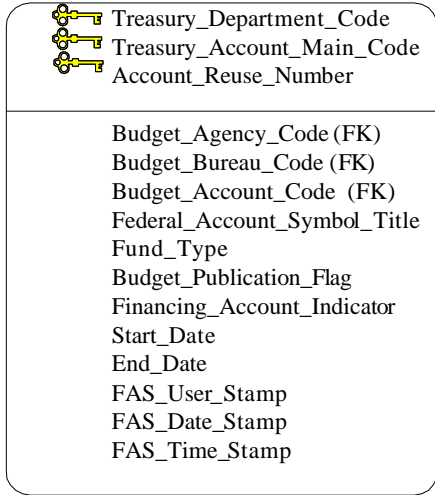 Treasury_Department_Code
Treasury_Account_Main_Code
Account_Reuse_Number
Budget_Agency_Code (FK)
Budget_Bureau_Code (FK)
Budget_Account_Code (FK)
Federal_Account_Symbol_Title
Fund_Type
Budget_Publication_Flag
Financing_Account_Indicator
Start_Date
End_Date
FAS_User_Stamp
FAS_Date_Stamp
FAS_Time_Stamp